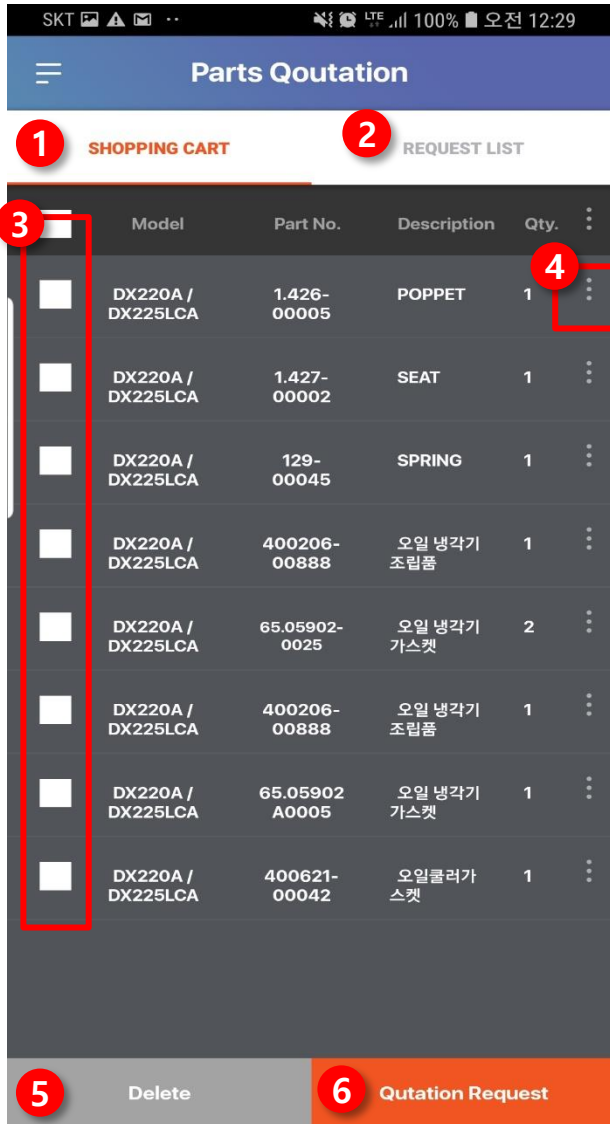 SKT LTE 100% 오전 12:29
Parts Qoutation
1 SHOPPING CART 2 REQUEST LIST
3 Model Part No. Description Qty.
4
DX220A / 1.426- POPPET 1
DX225LCA 00005
DX220A / 1.427- SEAT 1
DX225LCA 00002
DX220A / 129- SPRING 1
DX225LCA 00045
DX220A / 400206- 오일 냉각기 1
DX225LCA 00888 조립품
DX220A / 65.05902- 오일 냉각기 2
DX225LCA 0025 가스켓
DX220A / 400206- 오일 냉각기 1
DX225LCA 00888 조립품
DX220A / 65.05902 오일 냉각기 1
DX225LCA A0005 가스켓
DX220A / 400621- 오일쿨러가 1
DX225LCA 00042 스켓
5 Delete 6 Qutation Request